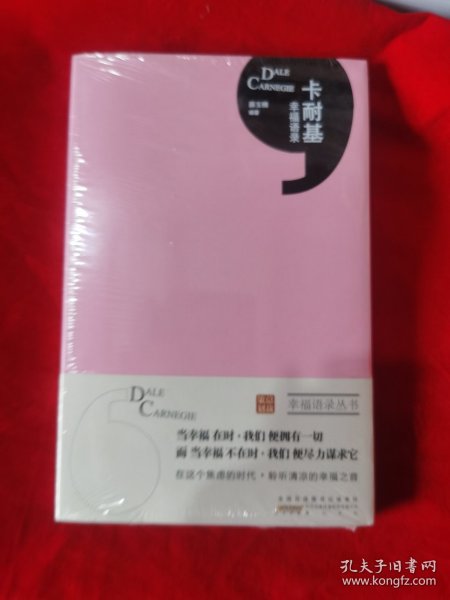 DALE
CARNEGIE
卡耐基
幸福语录
编著
DALE
CARNEGIE
幸福语录丛书
当幸福在时·我们便拥有一切
而当幸福不在时·我们便尽力谋求它
在这个焦虑的时代·聆听清凉的幸福之音
孔夫子旧书网
www.kongfz.com